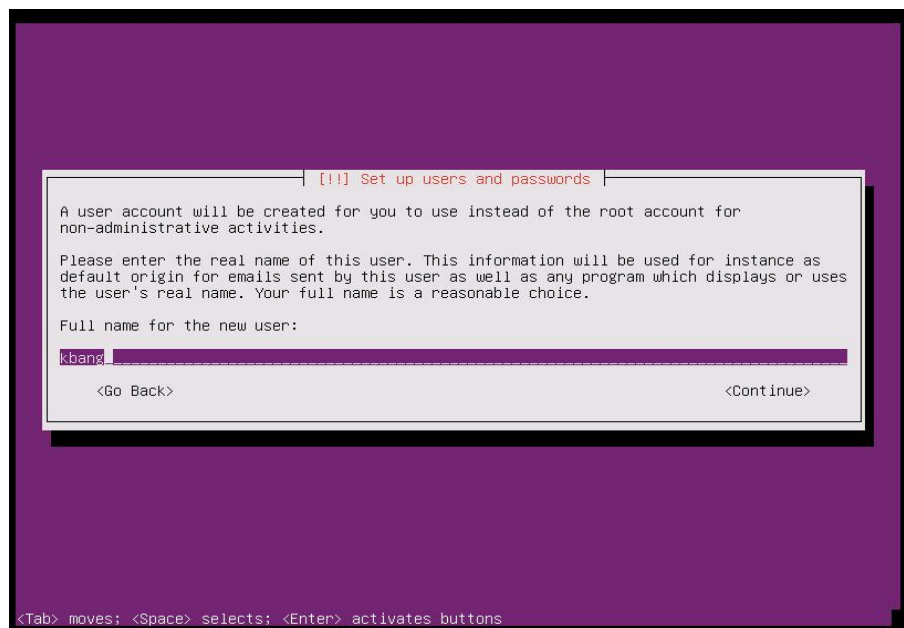 [!!] Set up users and passwords
A user account will be created for you to use instead of the root account for
non-administrative activities.
Please enter the real name of this user. This information will be used for instance as
default origin for emails sent by this user as well as any program which displays or uses
the user's real name. Your full name is a reasonable choice.
Full name for the new user:
kbang
<Go Back> <Continue>
<Tab> moves; <Space> selects; <Enter> activates buttons